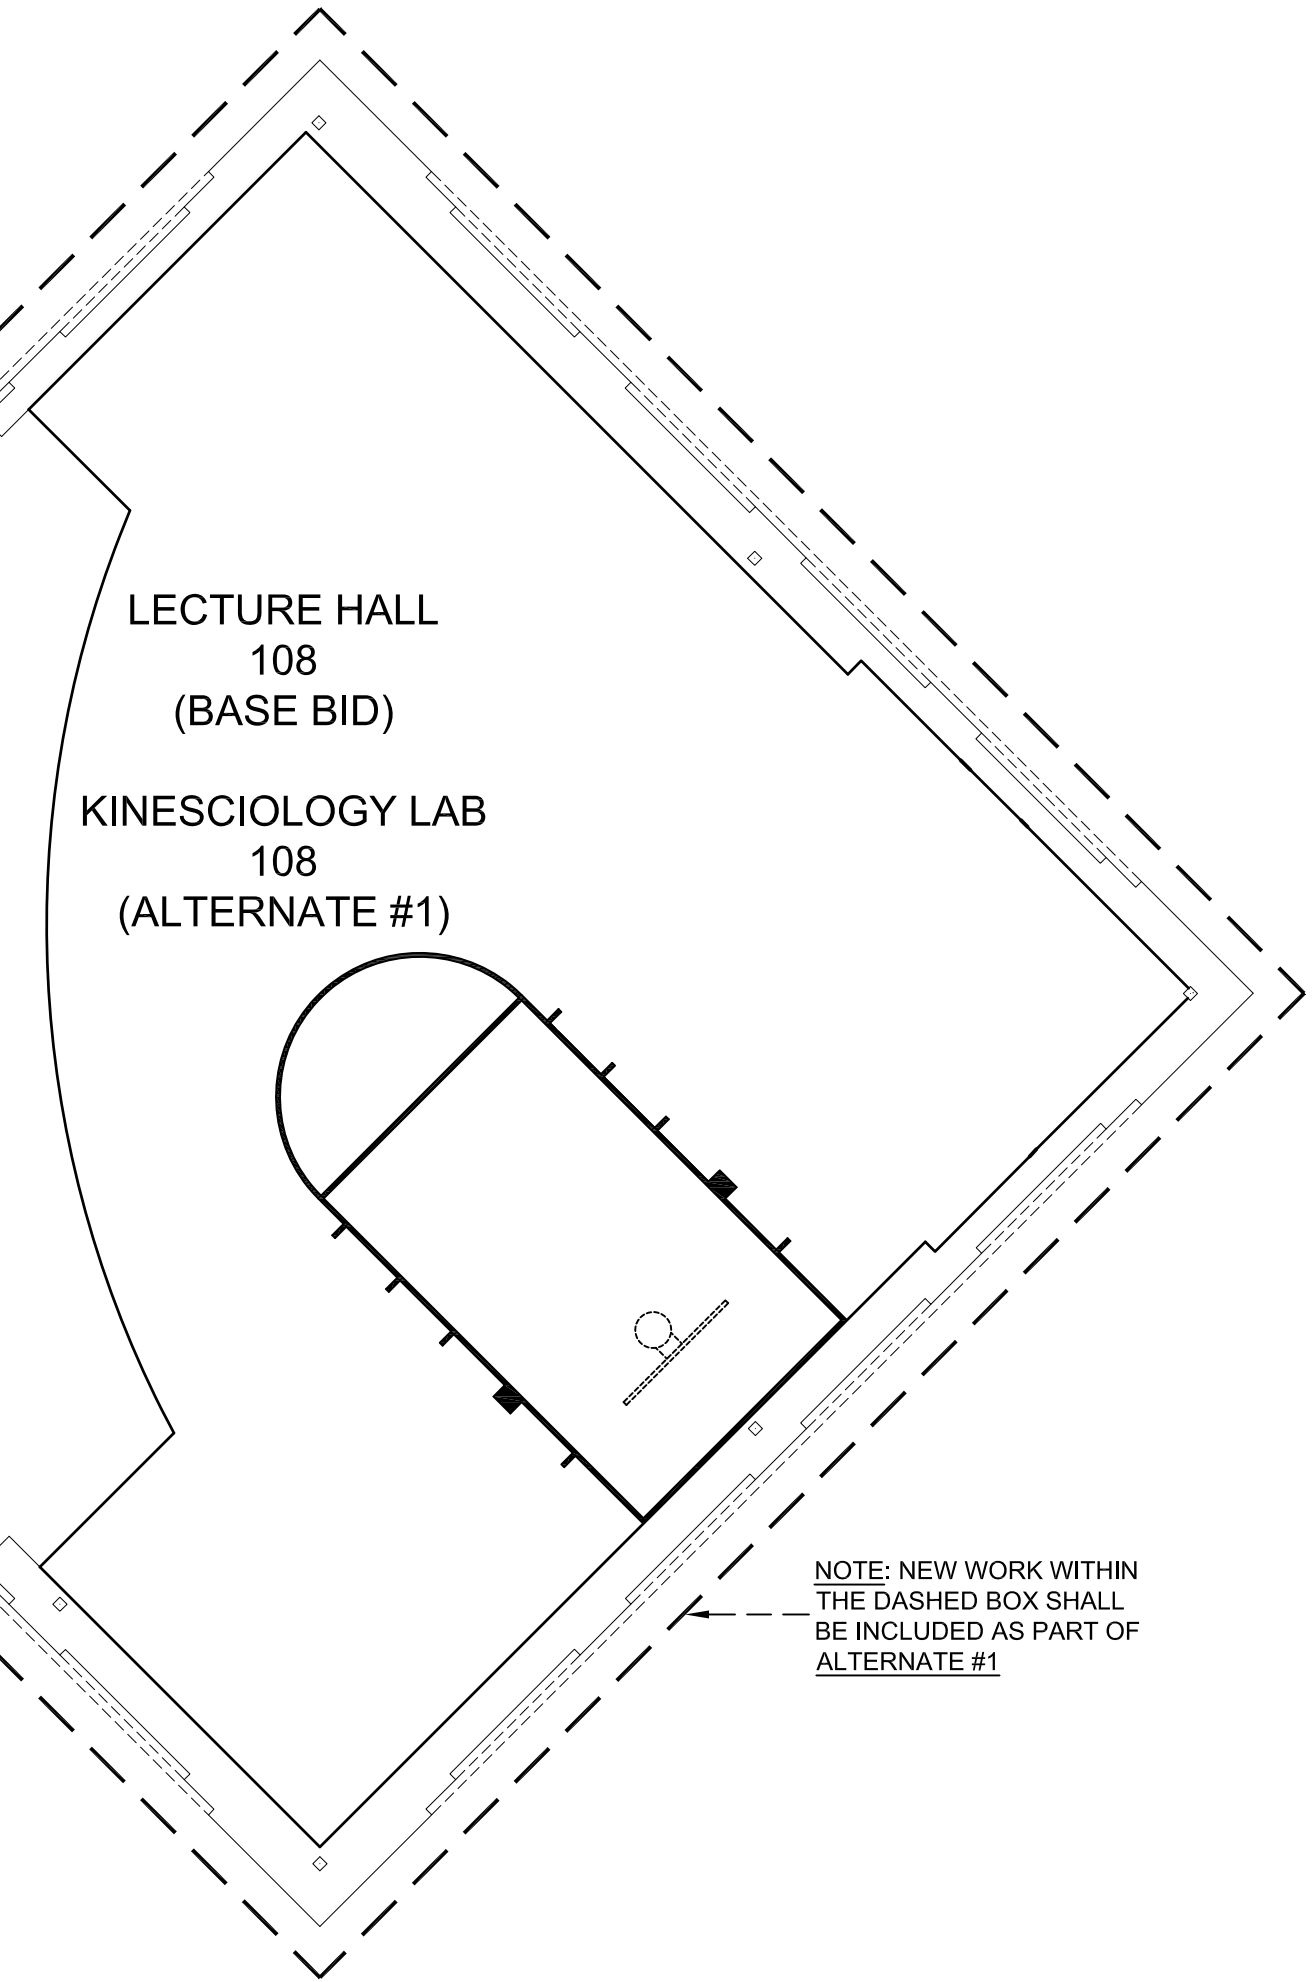 LECTURE HALL
108
(BASE BID)
KINESCIOLOGY LAB
108
(ALTERNATE #1)
NOTE: NEW WORK WITHIN
THE DASHED BOX SHALL
BE INCLUDED AS PART OF
ALTERNATE #1